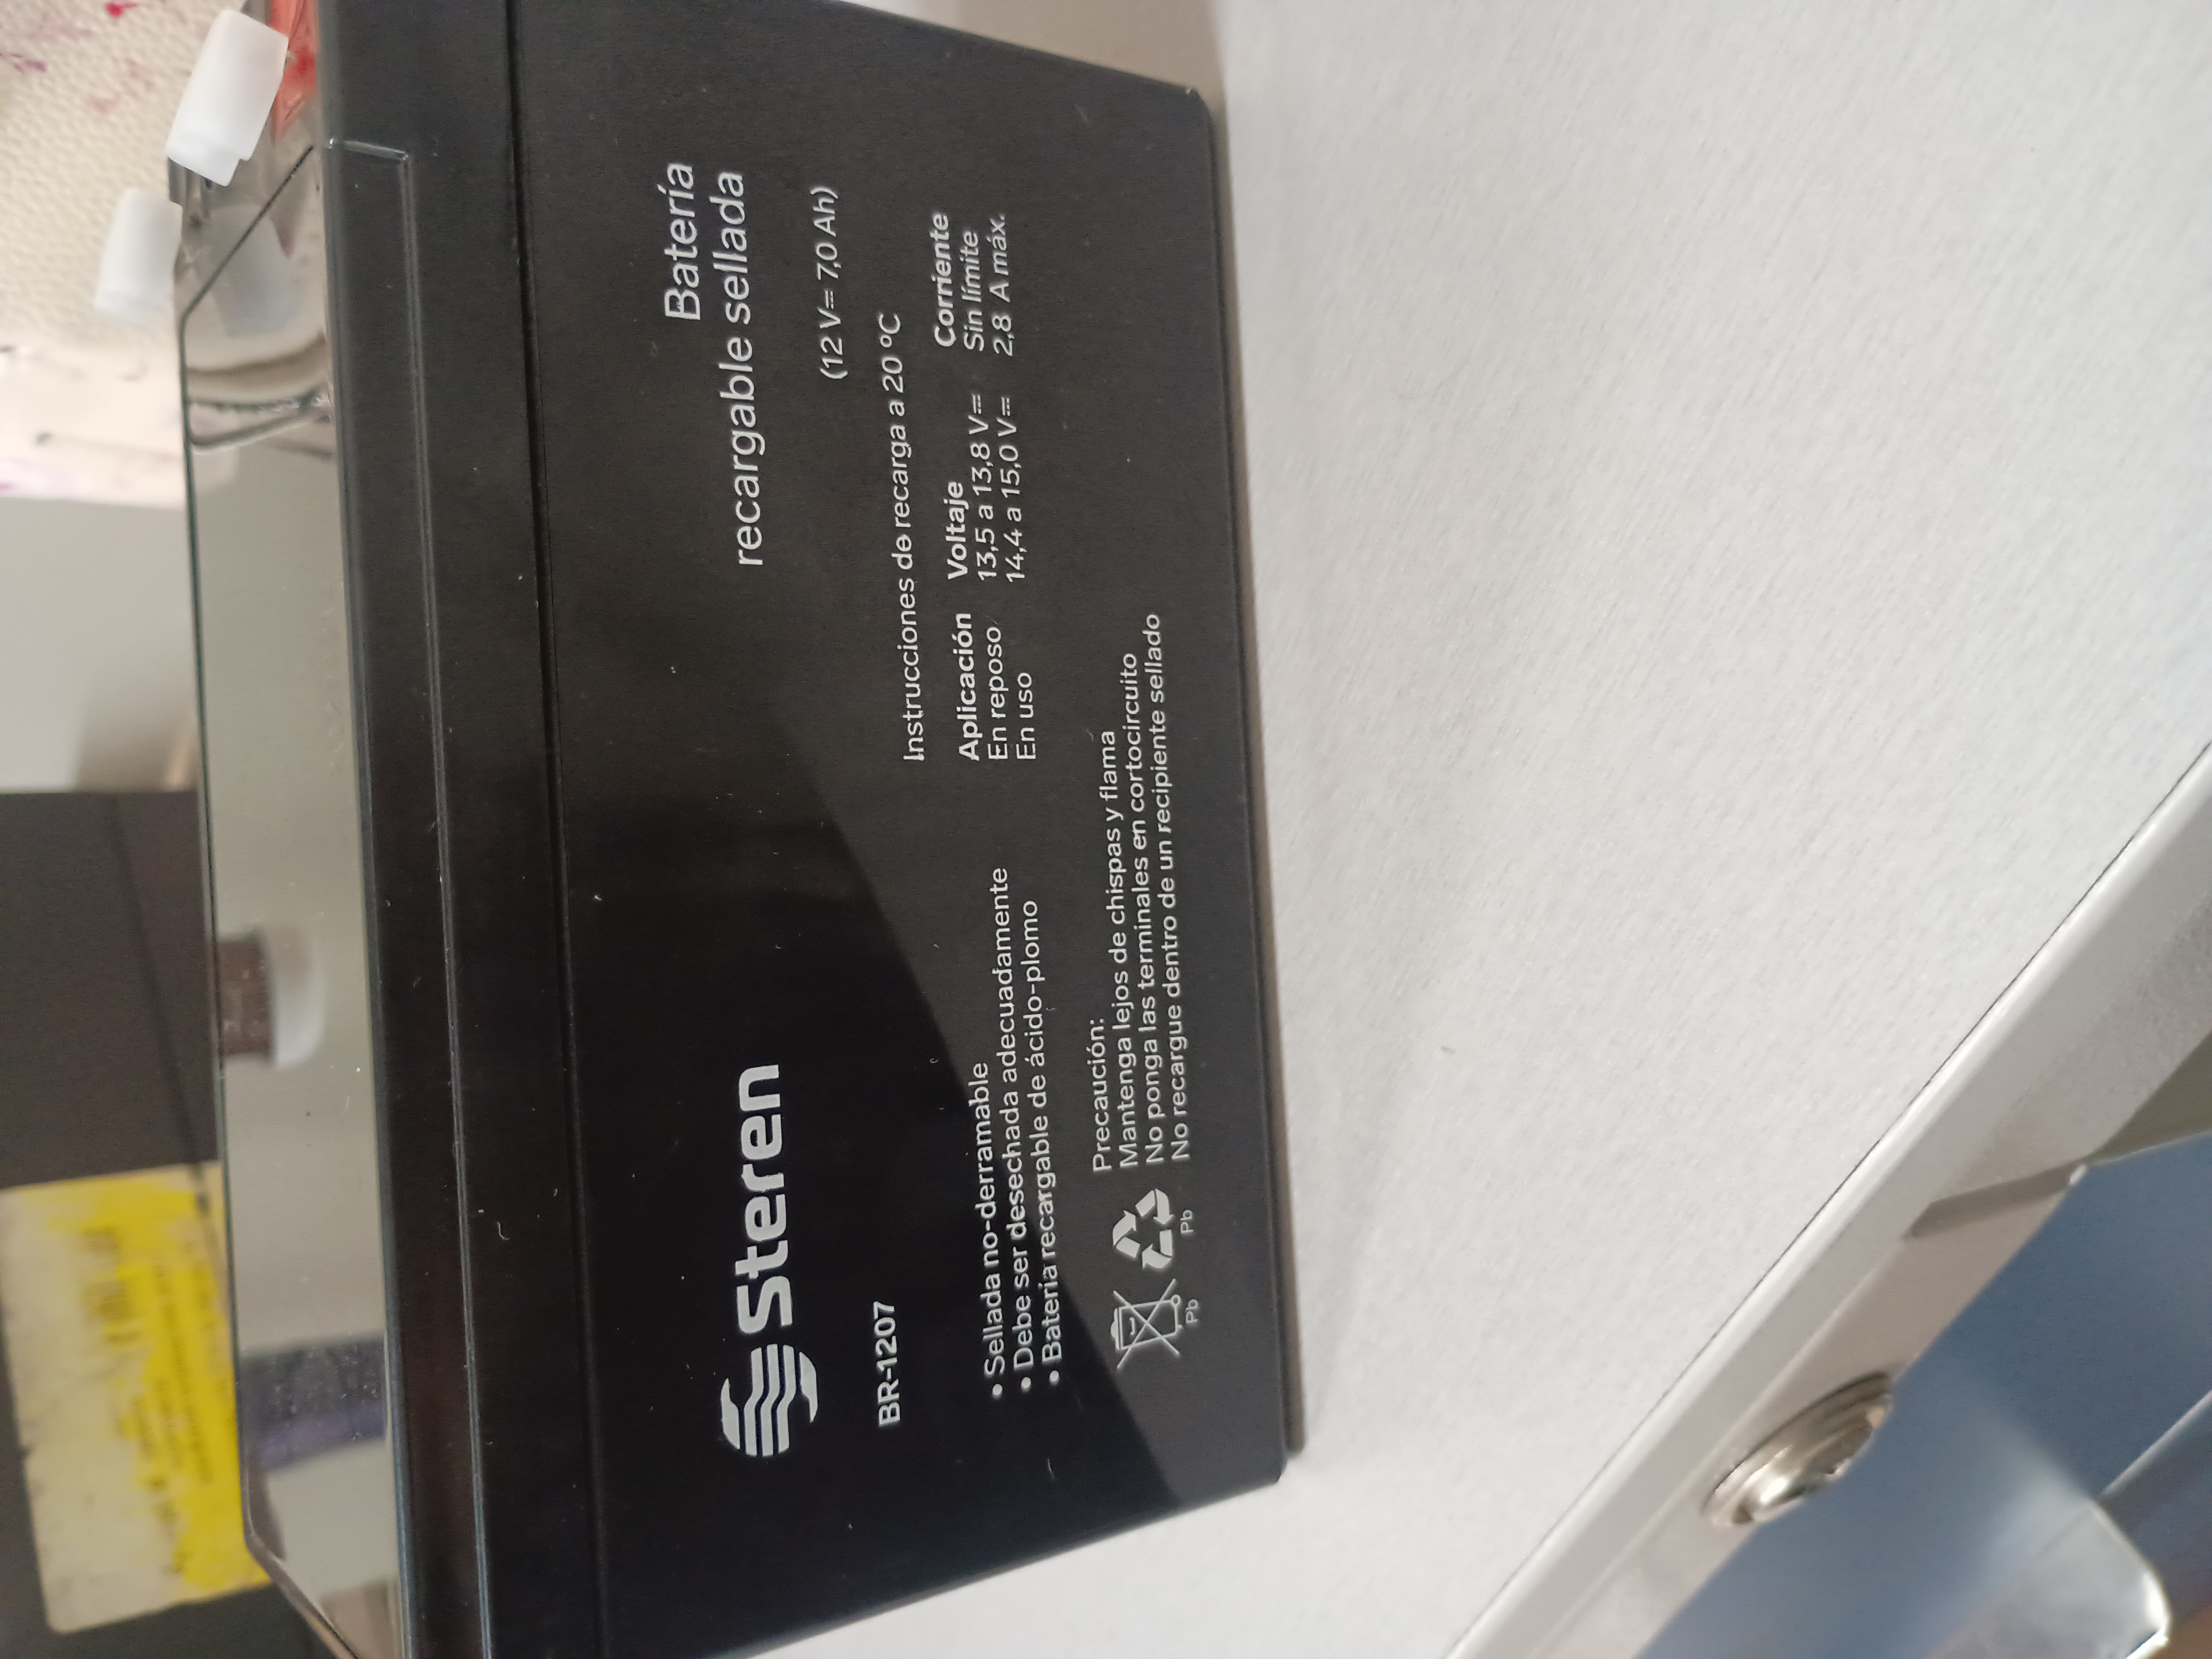 Steren
BR-1207
Batería
recargable sellada
(12 V⎓ 7,0 Ah)
Instrucciones de recarga a 20 ºC
Aplicación Voltaje Corriente
En reposo 13,5 a 13,8 V⎓ Sin límite
En uso 14,4 a 15,0 V⎓ 2,8 A máx.
• Sellada no-derramable
• Debe ser desechada adecuadamente
• Batería recargable de ácido-plomo
Precaución:
Mantenga lejos de chispas y flama
No ponga las terminales en cortocircuito
No recargue dentro de un recipiente sellado
Pb Pb